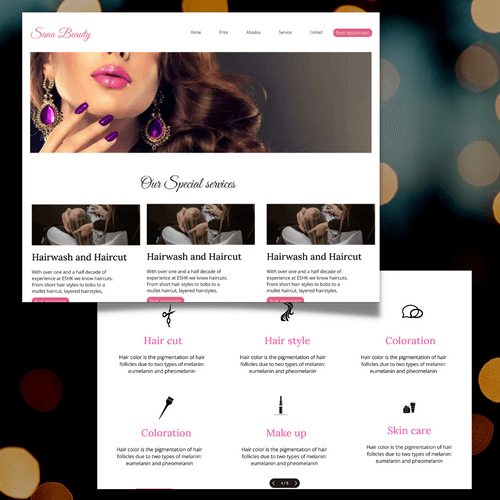 Sana Beauty
Home Price Aboutus Service Contact Book Appointment
Our Special services
Hairwash and Haircut Hairwash and Haircut Hairwash and Haircut
With over one and a half decade of With over one and a half decade of With over one and a half decade of
experience at ESHK we know haircuts. experience at ESHK we know haircuts. experience at ESHK we know haircuts.
From short hair styles to bobs to a From short hair styles to bobs to a From short hair styles to bobs to a
mullet haircut, layered hairstyles, mullet haircut, layered hairstyles, mullet haircut, layered hairstyles,
Hair cut Hair style Coloration
Hair color is the pigmentation of hair Hair color is the pigmentation of hair Hair color is the pigmentation of hair
follicles due to two types of melanin: follicles due to two types of melanin: follicles due to two types of melanin:
eumelanin and pheomelanin eumelanin and pheomelanin eumelanin and pheomelanin
Coloration Make up Skin care
Hair color is the pigmentation of hair Hair color is the pigmentation of hair Hair color is the pigmentation of hair
follicles due to two types of melanin: follicles due to two types of melanin: follicles due to two types of melanin:
eumelanin and pheomelanin eumelanin and pheomelanin eumelanin and pheomelanin
4 / 5